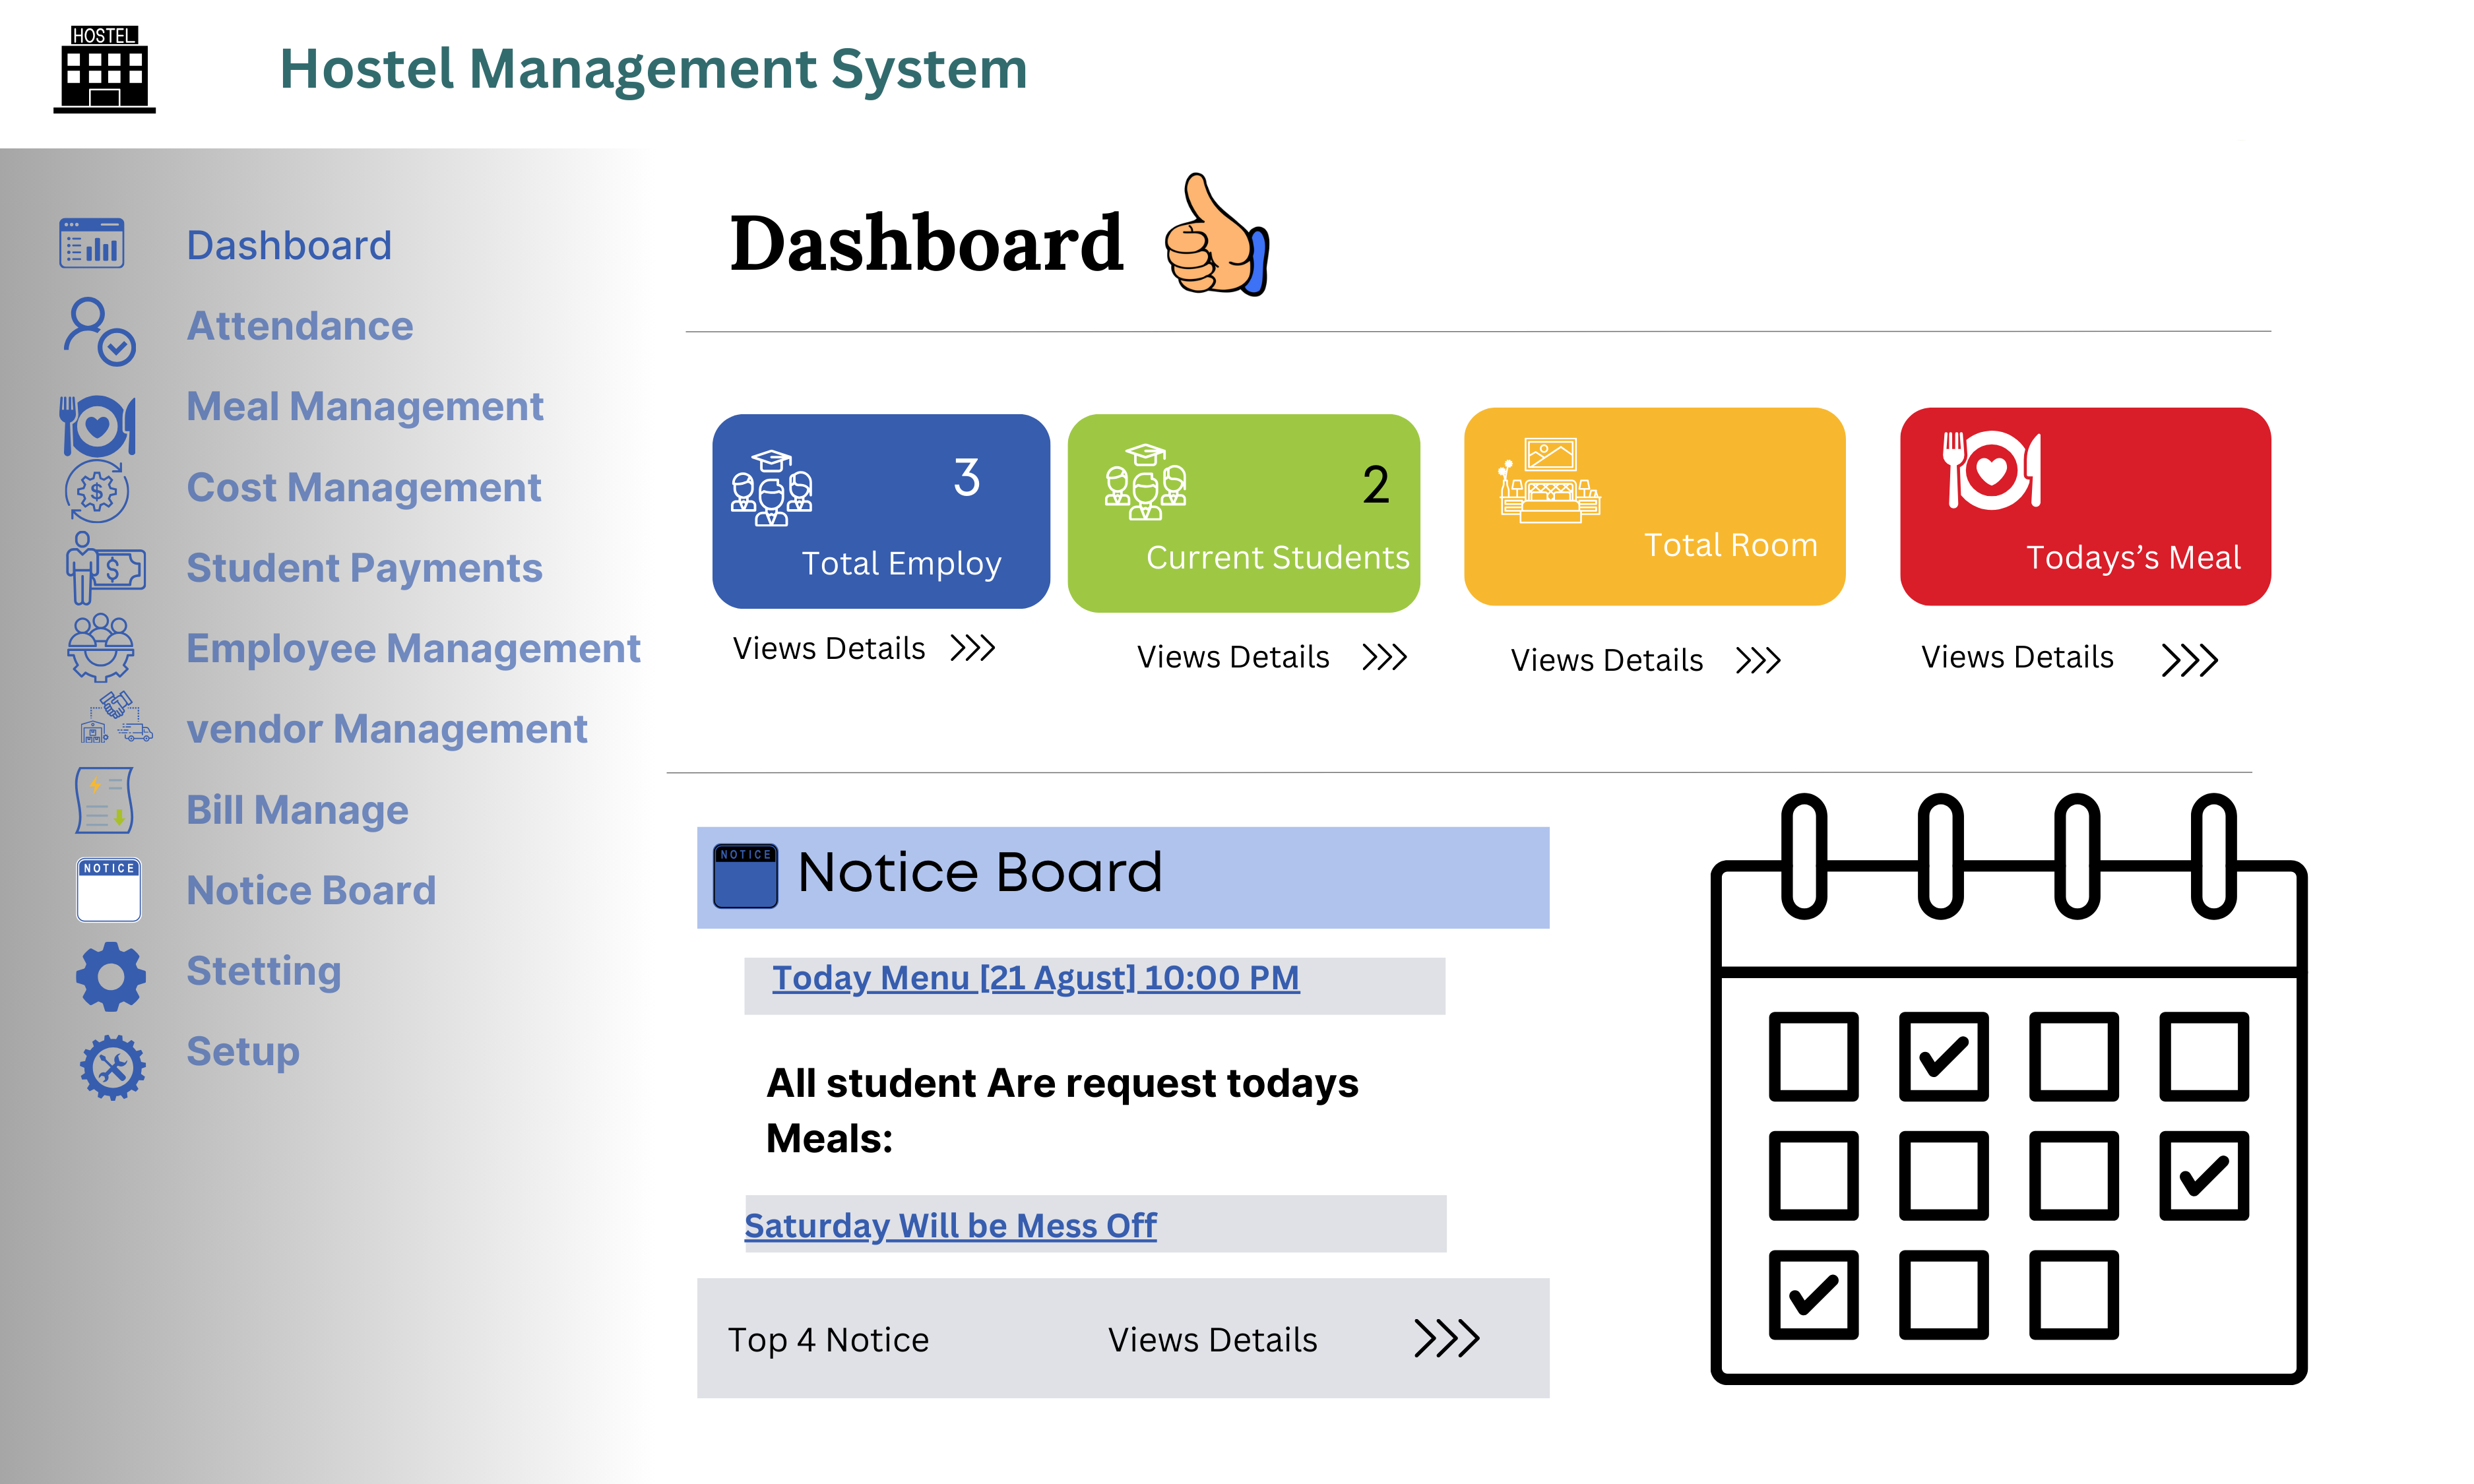 HOSTEL
Hostel Management System
Dashboard
Attendance
Meal Management
Cost Management
Student Payments
Employee Management
vendor Management
Bill Manage
NOTICE
Notice Board
Stetting
Setup
Dashboard
3
Total Employ
Views Details
2
Current Students
Views Details
Total Room
Views Details
Todays’s Meal
Views Details
NOTICE
Notice Board
Today Menu [21 Agust] 10:00 PM
All student Are request todays
Meals:
Saturday Will be Mess Off
Top 4 Notice
Views Details